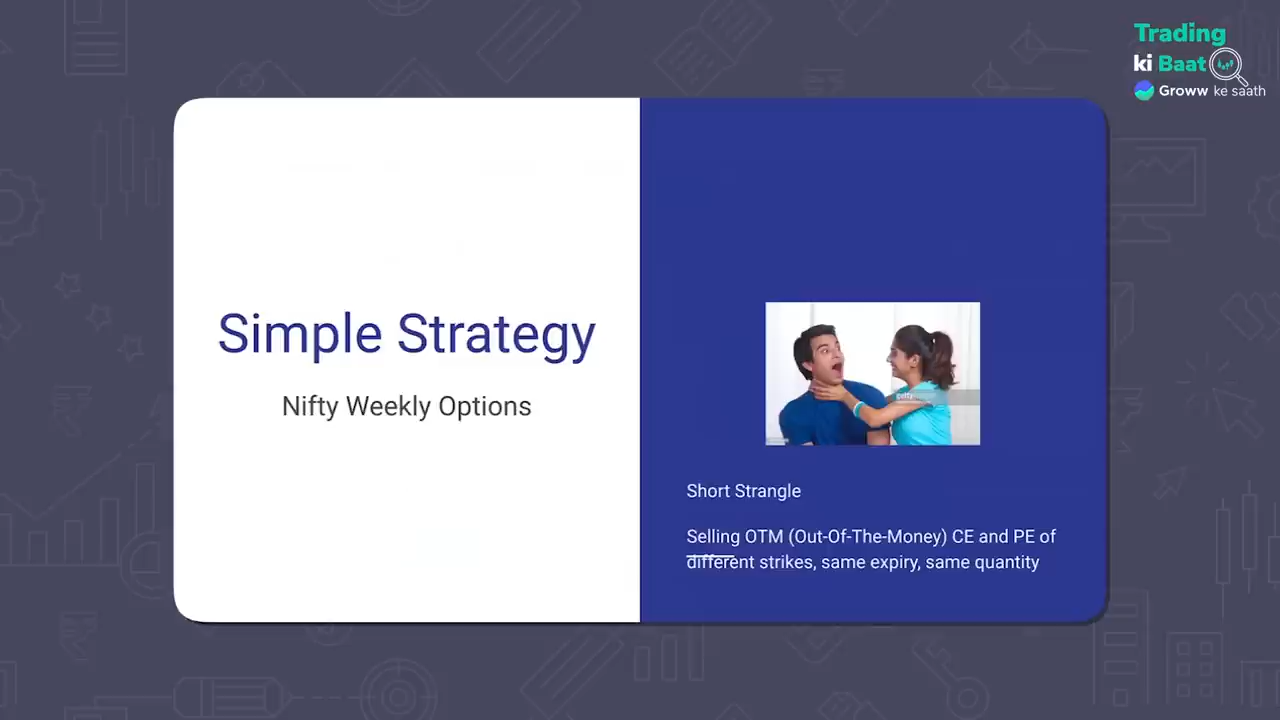 Trading
ki Baat
Groww ke saath
Simple Strategy
Nifty Weekly Options
Short Strangle
Selling OTM (Out-Of-The-Money) CE and PE of
different strikes, same expiry, same quantity